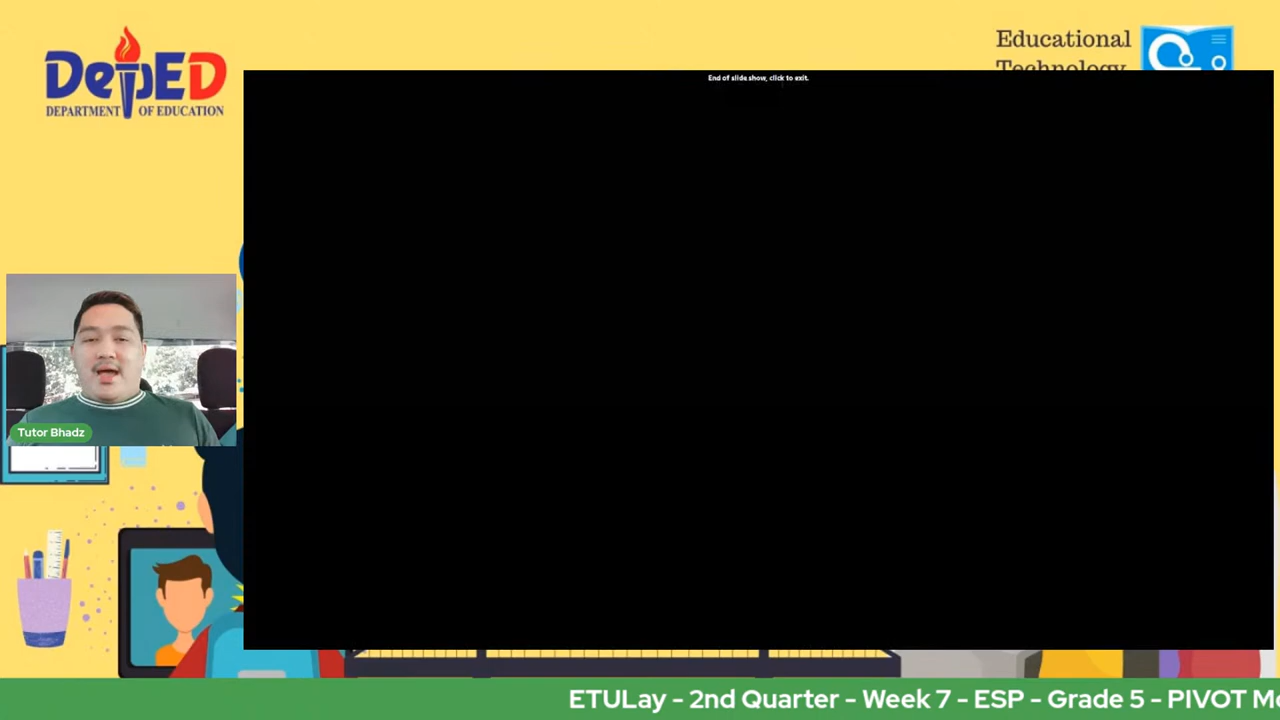 DepED
DEPARTMENT OF EDUCATION
Educational
Technology
End of slide show, click to exit.
Tutor Bhadz
ETULay - 2nd Quarter - Week 7 - ESP - Grade 5 - PIVOT